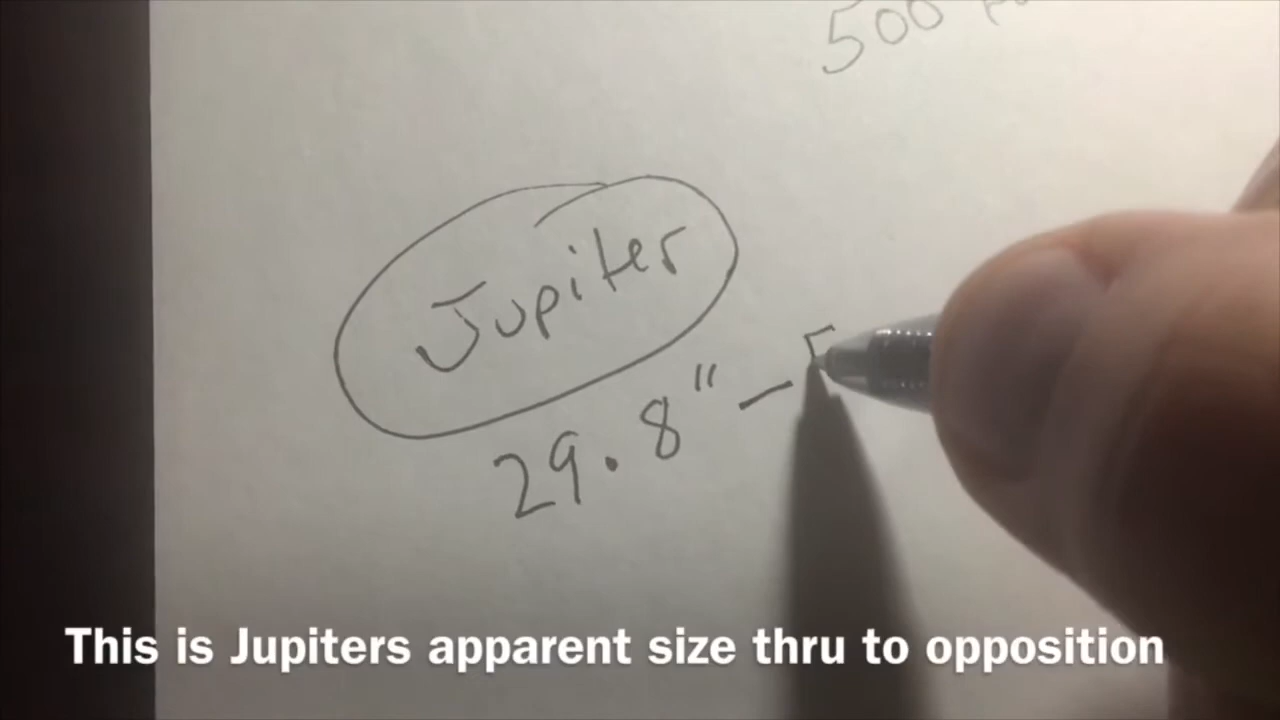 500
Jupiter
29.8" –
This is Jupiters apparent size thru to opposition